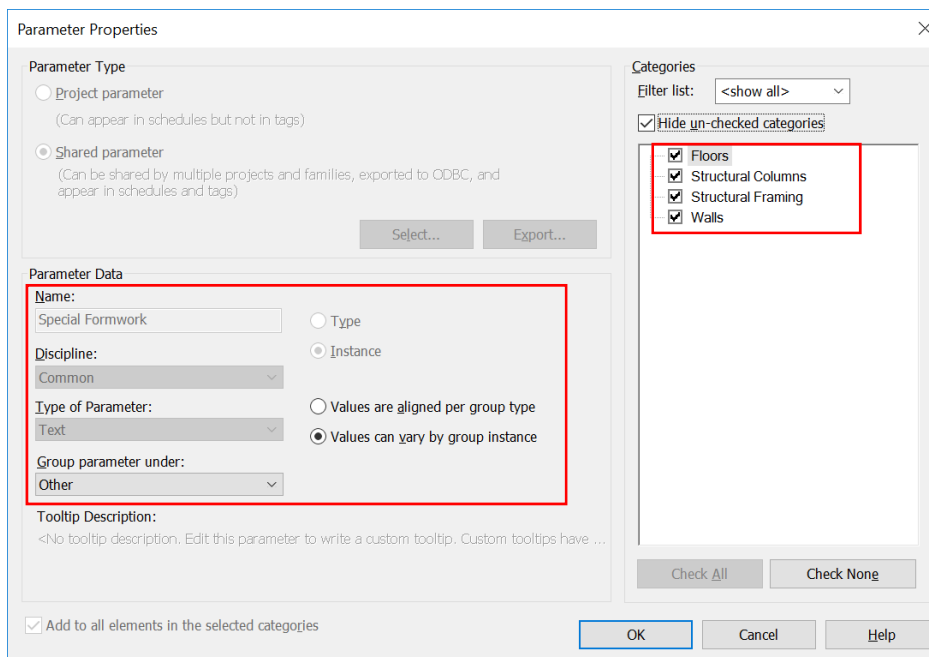 Parameter Properties
Parameter Type
Project parameter
(Can appear in schedules but not in tags)
Shared parameter
(Can be shared by multiple projects and families, exported to ODBC, and
appear in schedules and tags)
Select...
Export...
Parameter Data
Name:
Special Formwork
Type
Instance
Discipline:
Common
Type of Parameter:
Text
Values are aligned per group type
Values can vary by group instance
Group parameter under:
Other
Tooltip Description:
<No tooltip description. Edit this parameter to write a custom tooltip. Custom tooltips have ...
Add to all elements in the selected categories
Categories
Filter list:
<show all>
Hide un-checked categories
Floors
Structural Columns
Structural Framing
Walls
Check All
Check None
OK
Cancel
Help